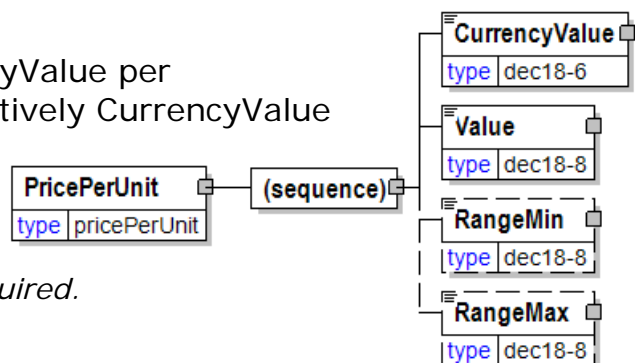 CurrencyValue
type dec18-6
yValue per
tively CurrencyValue
Value
type dec18-8
PricePerUnit
type pricePerUnit
(sequence)
RangeMin
type dec18-8
uired.
RangeMax
type dec18-8